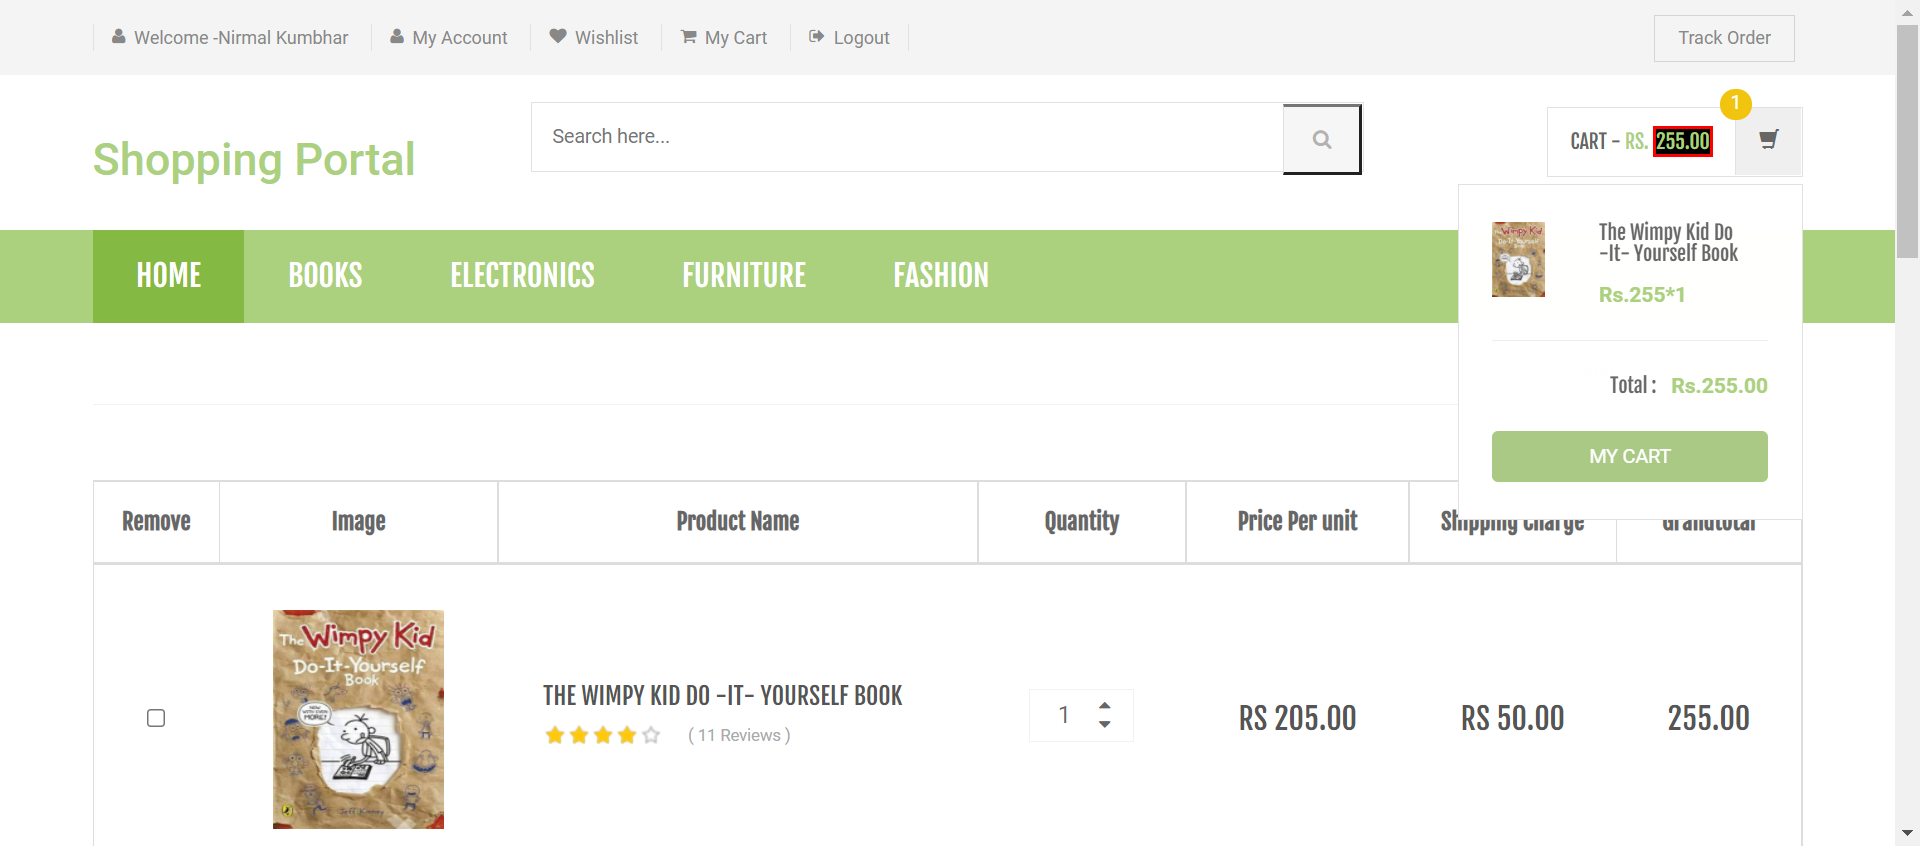 Welcome -Nirmal Kumbhar My Account Wishlist My Cart Logout Track Order
Shopping Portal
Search here...
1
CART - RS. 255.00
HOME BOOKS ELECTRONICS FURNITURE FASHION
The Wimpy Kid Do
-It- Yourself Book
Rs.255*1
Total : Rs.255.00
MY CART
Remove Image Product Name Quantity Price Per unit Shipping Charge Grandtotal
The Wimpy Kid
Do-It-Yourself
Book
THE WIMPY KID DO -IT- YOURSELF BOOK
( 11 Reviews )
1
RS 205.00 RS 50.00 255.00
Jeff Kinney